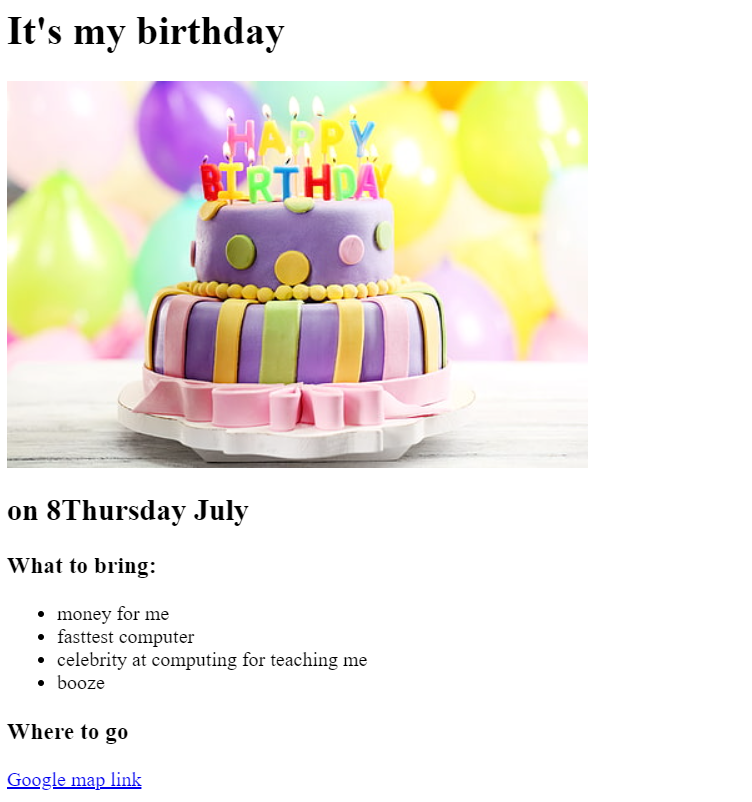 It's my birthday
HAPPY
BIRTHDAY
on 8Thursday July
What to bring:
money for me
fasttest computer
celebrity at computing for teaching me
booze
Where to go
Google map link